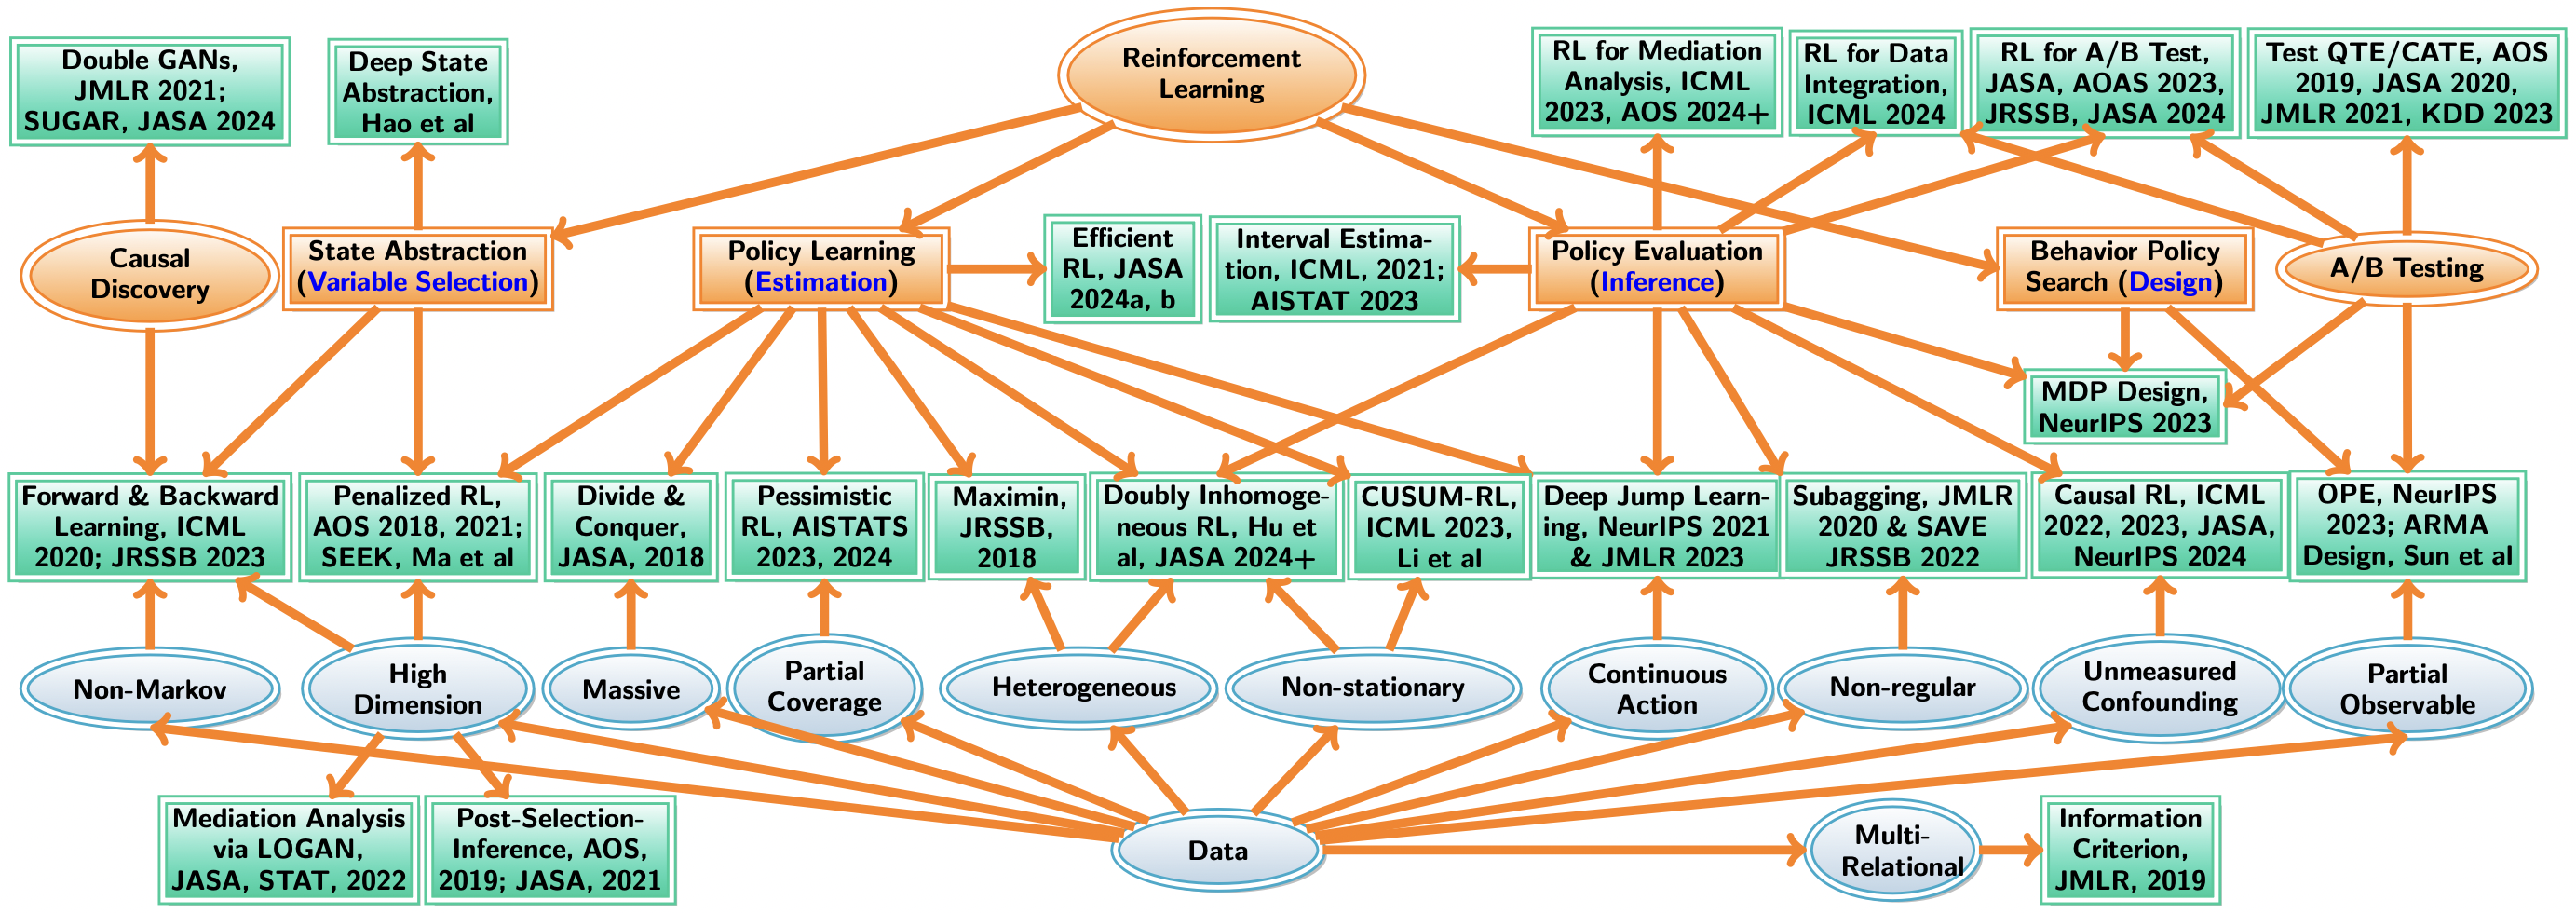 Double GANs,
JMLR 2021;
SUGAR, JASA 2024
Deep State
Abstraction,
Hao et al
Reinforcement
Learning
RL for Mediation
Analysis, ICML
2023, AOS 2024+
RL for Data
Integration,
ICML 2024
RL for A/B Test,
JASA, AOAS 2023,
JRSSB, JASA 2024
Test QTE/CATE, AOS
2019, JASA 2020,
JMLR 2021, KDD 2023
Causal
Discovery
State Abstraction
(Variable Selection)
Policy Learning
(Estimation)
Efficient
RL, JASA
2024a, b
Interval Estima-
tion, ICML, 2021;
AISTAT 2023
Policy Evaluation
(Inference)
Behavior Policy
Search (Design)
A/B Testing
MDP Design,
NeurIPS 2023
Forward & Backward
Learning, ICML
2020; JRSSB 2023
Penalized RL,
AOS 2018, 2021;
SEEK, Ma et al
Divide &
Conquer,
JASA, 2018
Pessimistic
RL, AISTATS
2023, 2024
Maximin,
JRSSB,
2018
Doubly Inhomoge-
neous RL, Hu et
al, JASA 2024+
CUSUM-RL,
ICML 2023,
Li et al
Deep Jump Learn-
ing, NeurIPS 2021
& JMLR 2023
Subagging, JMLR
2020 & SAVE
JRSSB 2022
Causal RL, ICML
2022, 2023, JASA,
NeurIPS 2024
OPE, NeurIPS
2023; ARMA
Design, Sun et al
Non-Markov
High
Dimension
Massive
Partial
Coverage
Heterogeneous
Non-stationary
Continuous
Action
Non-regular
Unmeasured
Confounding
Partial
Observable
Mediation Analysis
via LOGAN,
JASA, STAT, 2022
Post-Selection-
Inference, AOS,
2019; JASA, 2021
Data
Multi-
Relational
Information
Criterion,
JMLR, 2019